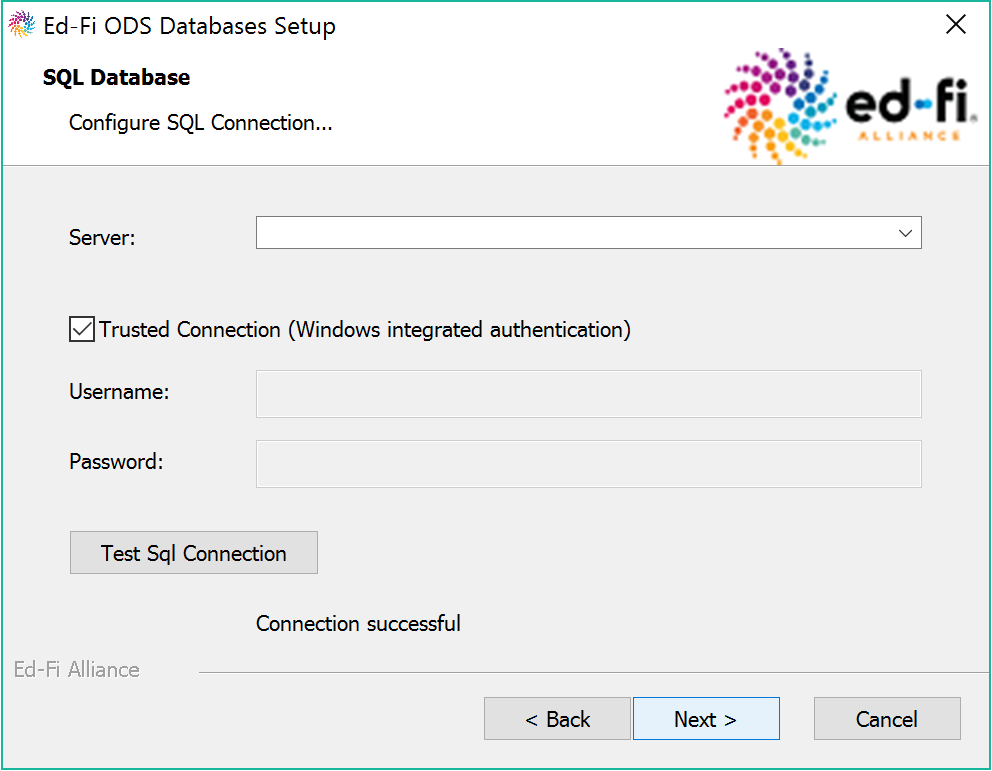 Ed-Fi ODS Databases Setup
SQL Database
Configure SQL Connection...
ed-fi®
ALLIANCE
Server:
Trusted Connection (Windows integrated authentication)
Username:
Password:
Test Sql Connection
Connection successful
Ed-Fi Alliance
< Back
Next >
Cancel